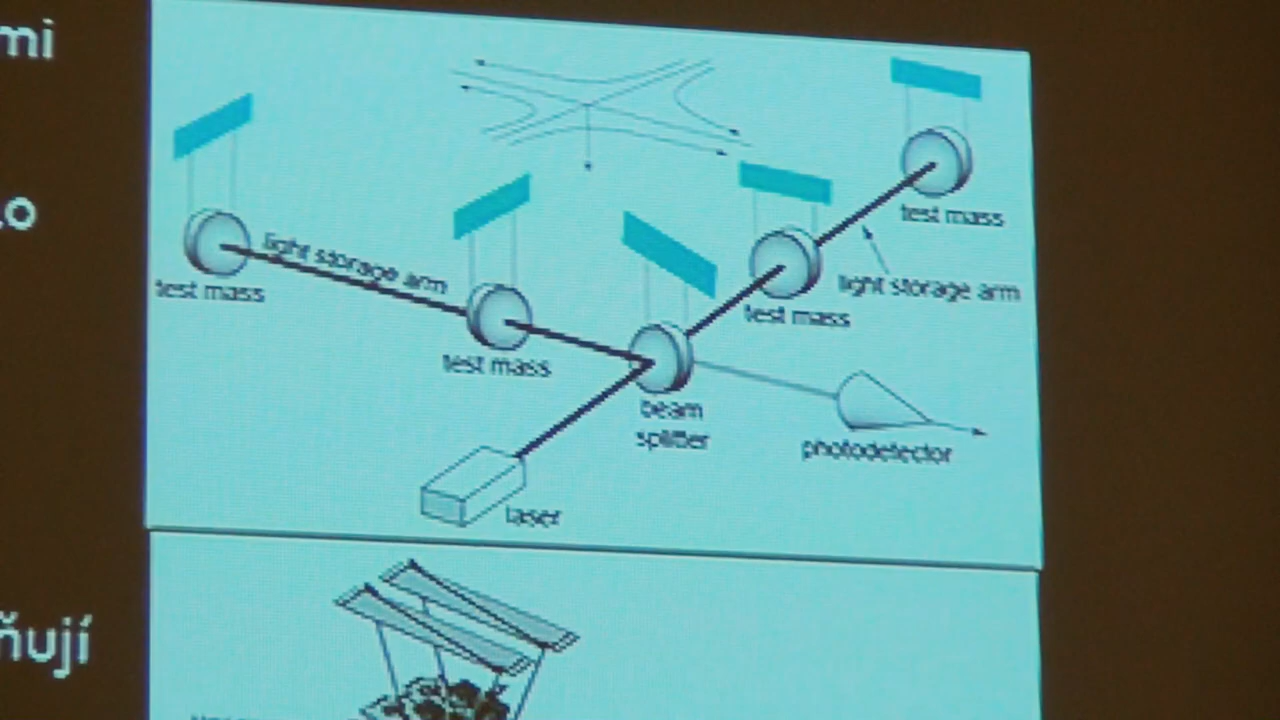 mi
test mass
light storage arm
test mass
light storage arm
test mass
test mass
beam
splitter
photodetector
laser
ňují